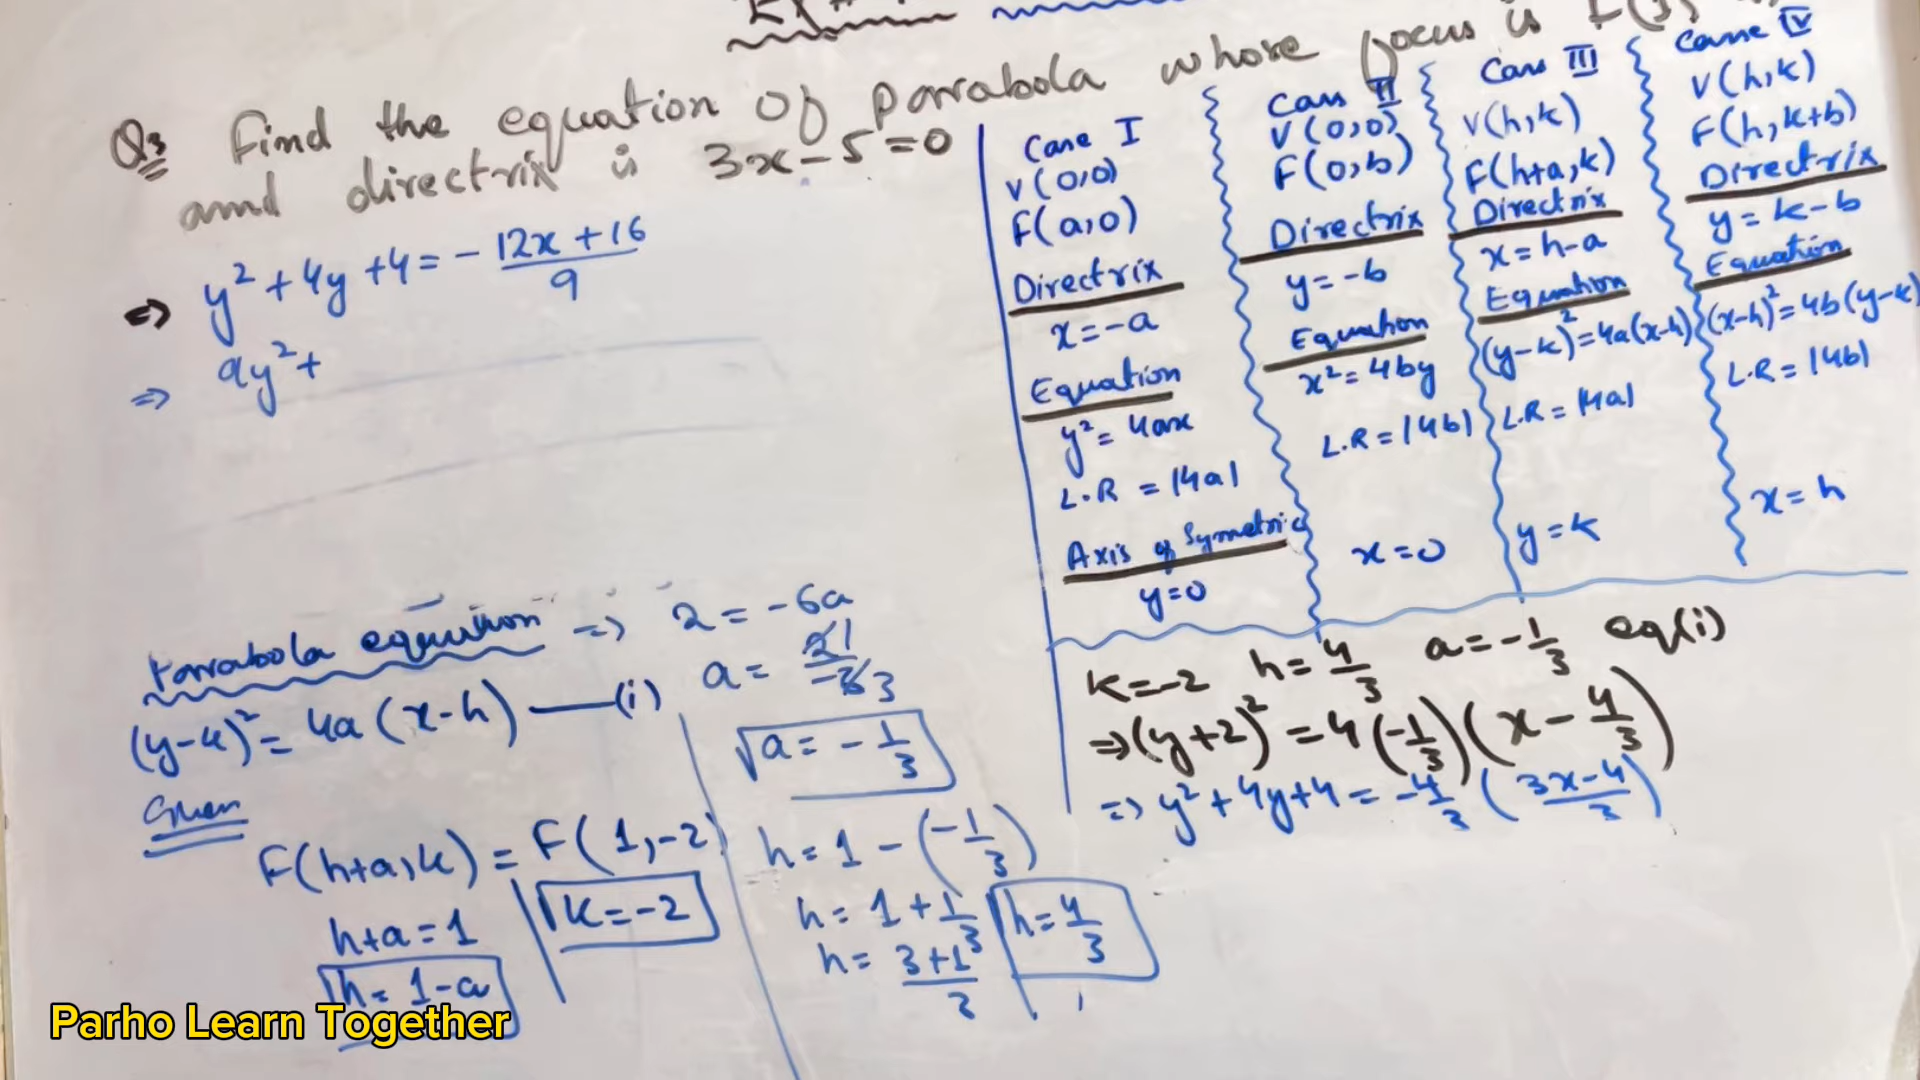 Q3 Find the equation of parrabola whose focus is F(
and directrix is 3x-5=0
=> y²+4y+4 = - 12x+16/9
=> 9y²+
Case I
V(0,0)
F(a,0)
Directrix
x=-a
Equation
y²=4ax
L.R = |4a|
Axis of Symetric
y=0
Case II
V(0,0)
F(0,b)
Directrix
y=-b
Equation
x²=4by
L.R=|4b|
x=0
Case III
V(h,k)
F(h+a,k)
Directrix
x=h-a
Equation
(y-k)²=4a(x-h)
L.R=|4a|
y=k
Case IV
V(h,k)
F(h,k+b)
Directrix
y=k-b
Equation
(x-h)²=4b(y-k)
L.R=|4b|
x=h
Parrabola equation
(y-k)²=4a(x-h) —(i)
Given
F(h+a,k) = F(1,-2)
h+a=1
h=1-a
k=-2
=> 2=-6a
a = 21/-63
a = -1/3
h=1-(-1/3)
h=1+1/3
h= 3+1/3
h=4/3
k=-2 h=4/3 a=-1/3 eq(i)
=>(y+2)²=4(-1/3)(x-4/3)
=> y²+4y+4 = -4/3 (3x-4/3)
Parho Learn Together